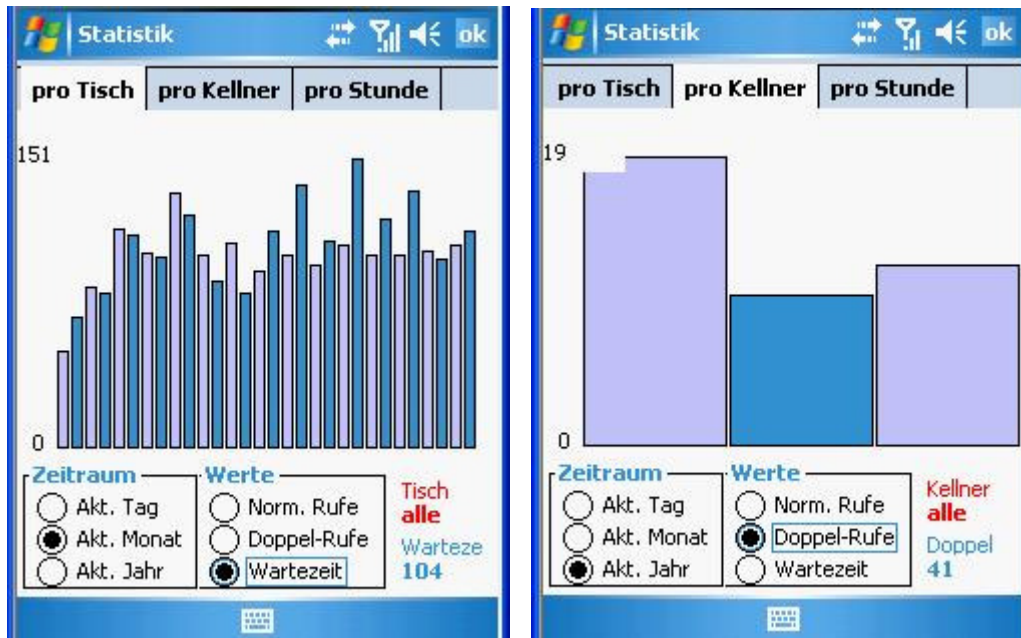 Statistik ok
pro Tisch pro Kellner pro Stunde
151
0
Zeitraum
Akt. Tag
Akt. Monat
Akt. Jahr
Werte
Norm. Rufe
Doppel-Rufe
Wartezeit
Tisch
alle
Warteze
104
Statistik ok
pro Tisch pro Kellner pro Stunde
19
0
Zeitraum
Akt. Tag
Akt. Monat
Akt. Jahr
Werte
Norm. Rufe
Doppel-Rufe
Wartezeit
Kellner
alle
Doppel
41